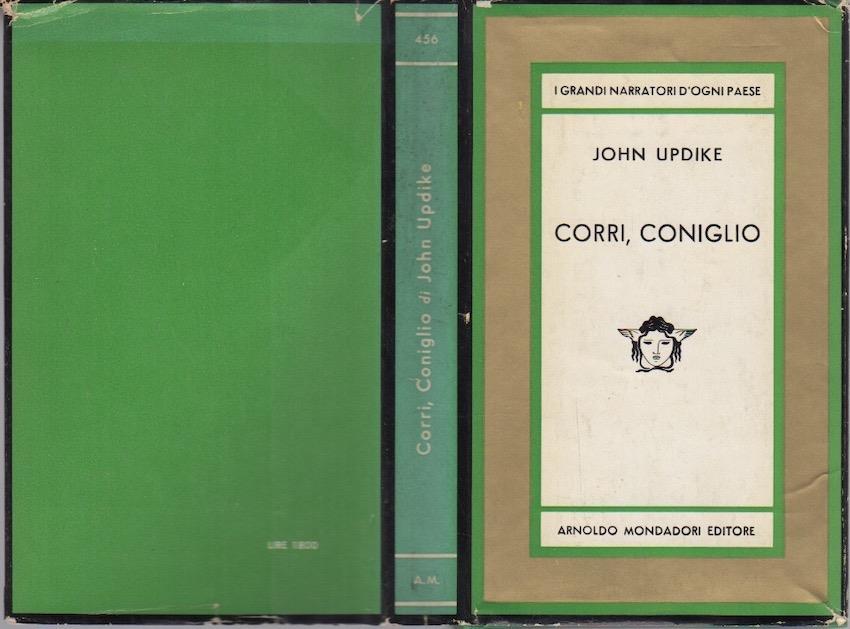 LIRE 1800
456
Corri, Coniglio di John Updike
A.M.
I GRANDI NARRATORI D'OGNI PAESE
JOHN UPDIKE
CORRI, CONIGLIO
ARNOLDO MONDADORI EDITORE